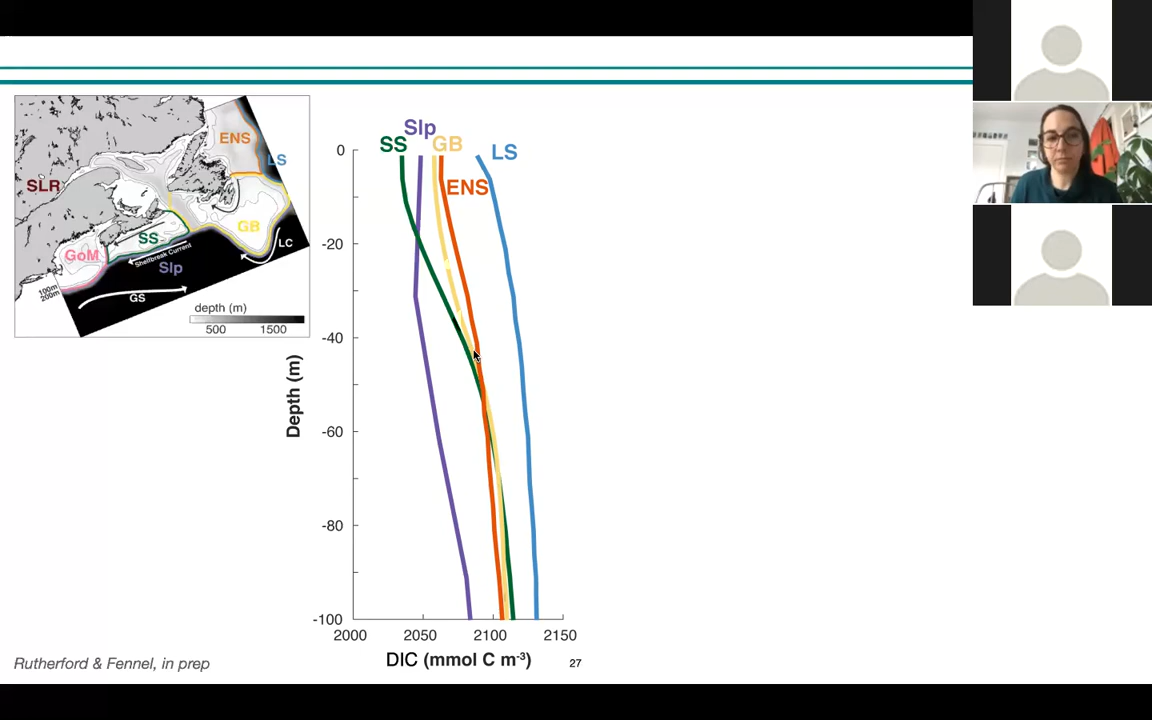 ENS
LS
SLR
GB
SS
LC
GoM
Shelfbreak Current
Slp
100m
200m
GS
depth (m)
500 1500
Slp
SS GB LS
ENS
0
-20
-40
-60
-80
-100
Depth (m)
2000 2050 2100 2150
DIC (mmol C m⁻³)
Rutherford & Fennel, in prep
27